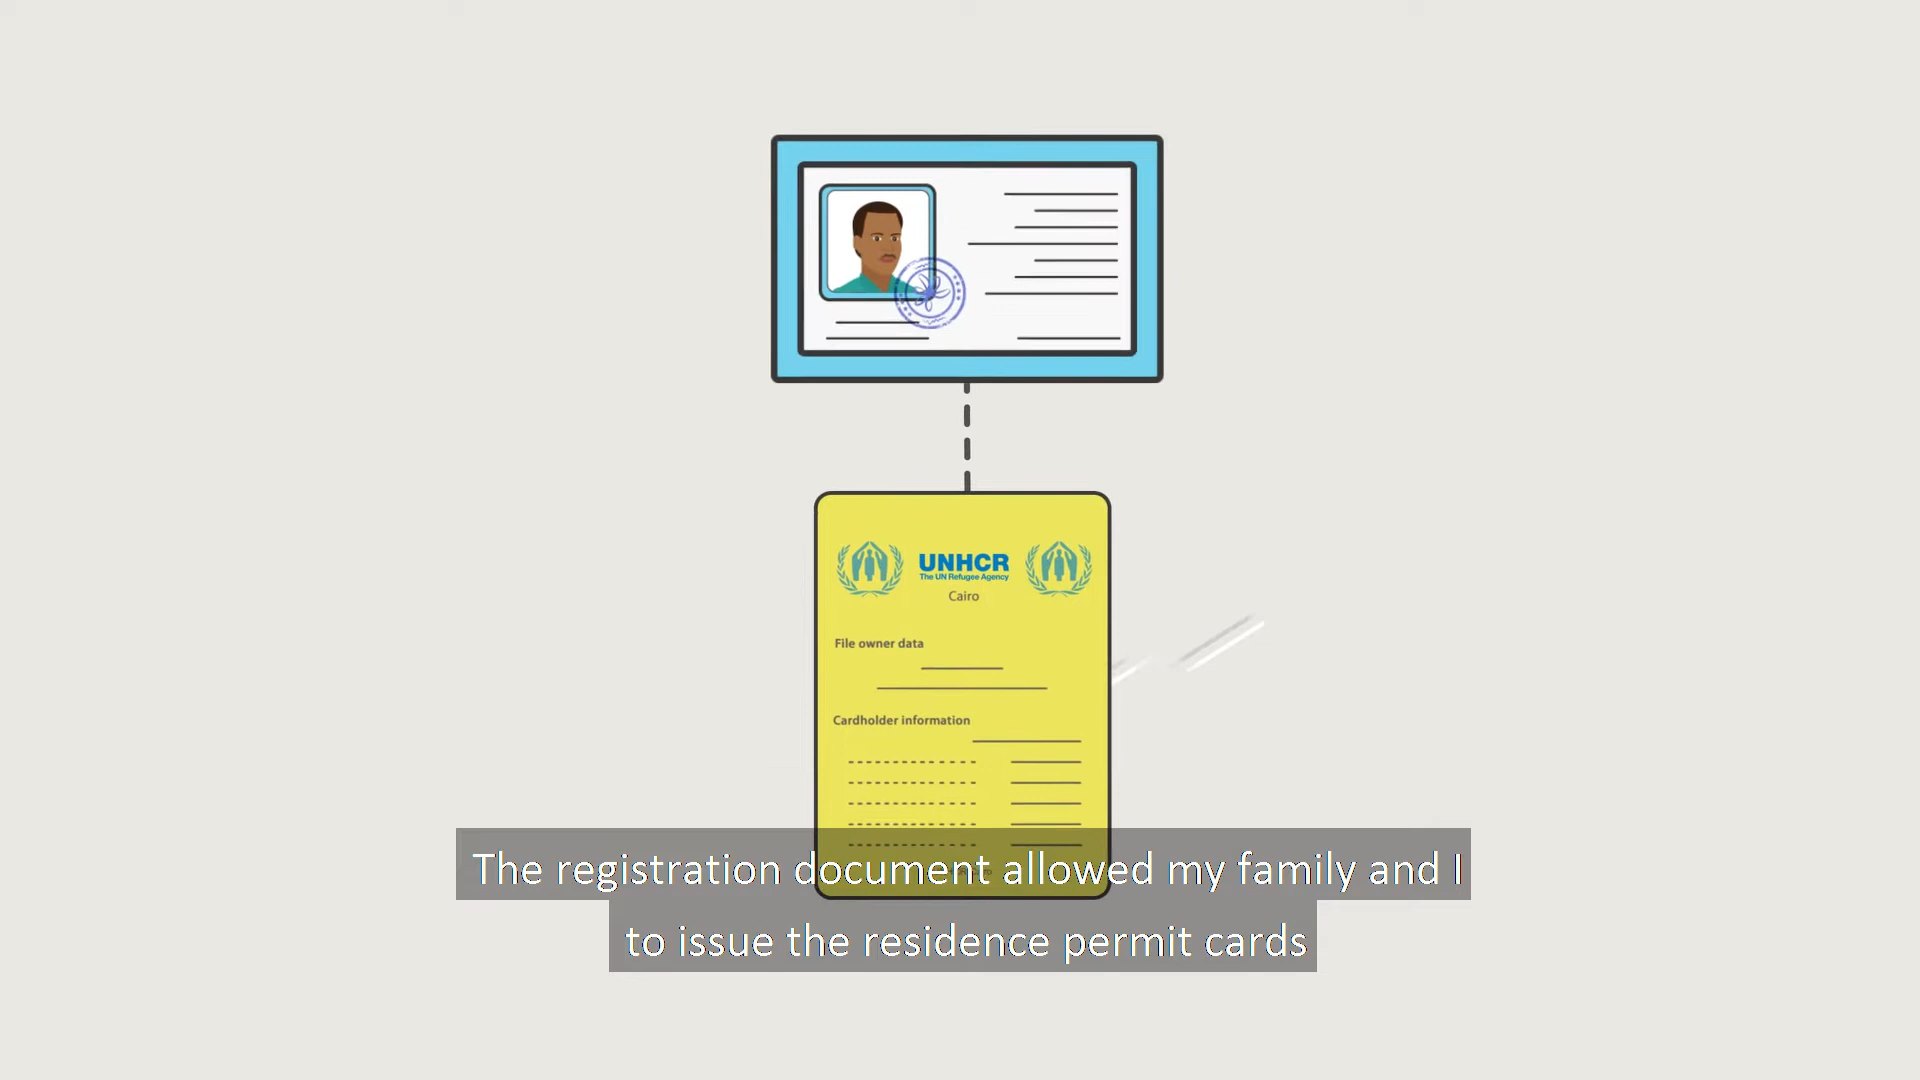 UNHCR
The UN Refugee Agency
Cairo
File owner data
Cardholder information
The registration document allowed my family and I
to issue the residence permit cards